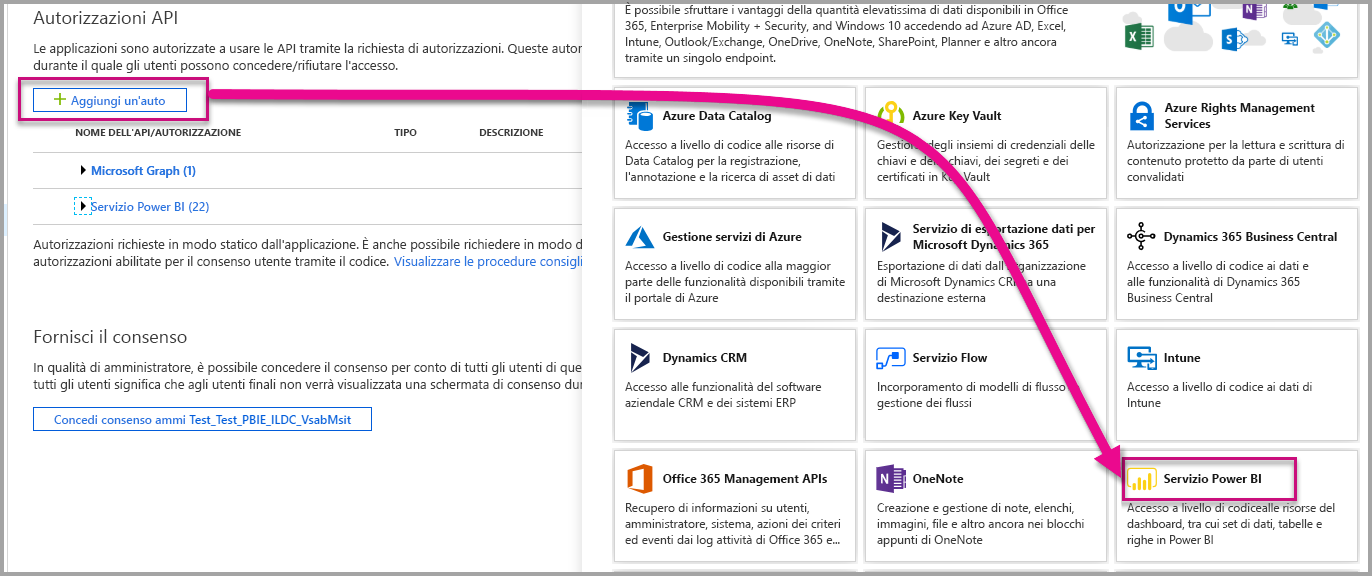 Autorizzazioni API
Le applicazioni sono autorizzate a usare le API tramite la richiesta di autorizzazioni. Queste autor
durante il quale gli utenti possono concedere/rifiutare l'accesso.
+ Aggiungi un'auto
NOME DELL'API/AUTORIZZAZIONE TIPO DESCRIZIONE
Microsoft Graph (1)
Servizio Power BI (22)
Autorizzazioni richieste in modo statico dall'applicazione. È anche possibile richiedere in modo d
autorizzazioni abilitate per il consenso utente tramite il codice. Visualizzare le procedure consigli
Fornisci il consenso
In qualità di amministratore, è possibile concedere il consenso per conto di tutti gli utenti di que
tutti gli utenti significa che agli utenti finali non verrà visualizzata una schermata di consenso dur
Concedi consenso ammi Test_Test_PBIE_ILDC_VsabMsit
È possibile sfruttare i vantaggi della quantità elevatissima di dati disponibili in Office
365, Enterprise Mobility + Security, and Windows 10 accedendo ad Azure AD, Excel,
Intune, Outlook/Exchange, OneDrive, OneNote, SharePoint, Planner e altro ancora
tramite un singolo endpoint.
Azure Data Catalog
Accesso a livello di codice alle risorse di
Data Catalog per la registrazione,
l'annotazione e la ricerca di asset di dati
Azure Key Vault
Gestione degli insiemi di credenziali delle
chiavi e delle chiavi, dei segreti e dei
certificati in Key Vault
Azure Rights Management
Services
Autorizzazione per la lettura e scrittura di
contenuto protetto da parte di utenti
convalidati
Gestione servizi di Azure
Accesso a livello di codice alla maggior
parte delle funzionalità disponibili tramite
il portale di Azure
Servizio di esportazione dati per
Microsoft Dynamics 365
Esportazione di dati dall'organizzazione
di Microsoft Dynamics CRM a una
destinazione esterna
Dynamics 365 Business Central
Accesso a livello di codice ai dati e
alle funzionalità di Dynamics 365
Business Central
Dynamics CRM
Accesso alle funzionalità del software
aziendale CRM e dei sistemi ERP
Servizio Flow
Incorporamento di modelli di flusso
gestione dei flussi
Intune
Accesso a livello di codice ai dati di
Intune
Office 365 Management APIs
Recupero di informazioni su utenti,
amministratore, sistema, azioni dei criteri
ed eventi dai log attività di Office 365 e...
OneNote
Creazione e gestione di note, elenchi,
immagini, file e altro ancora nei blocchi
appunti di OneNote
Servizio Power BI
Accesso a livello di codicealle risorse del
dashboard, tra cui set di dati, tabelle e
righe in Power BI